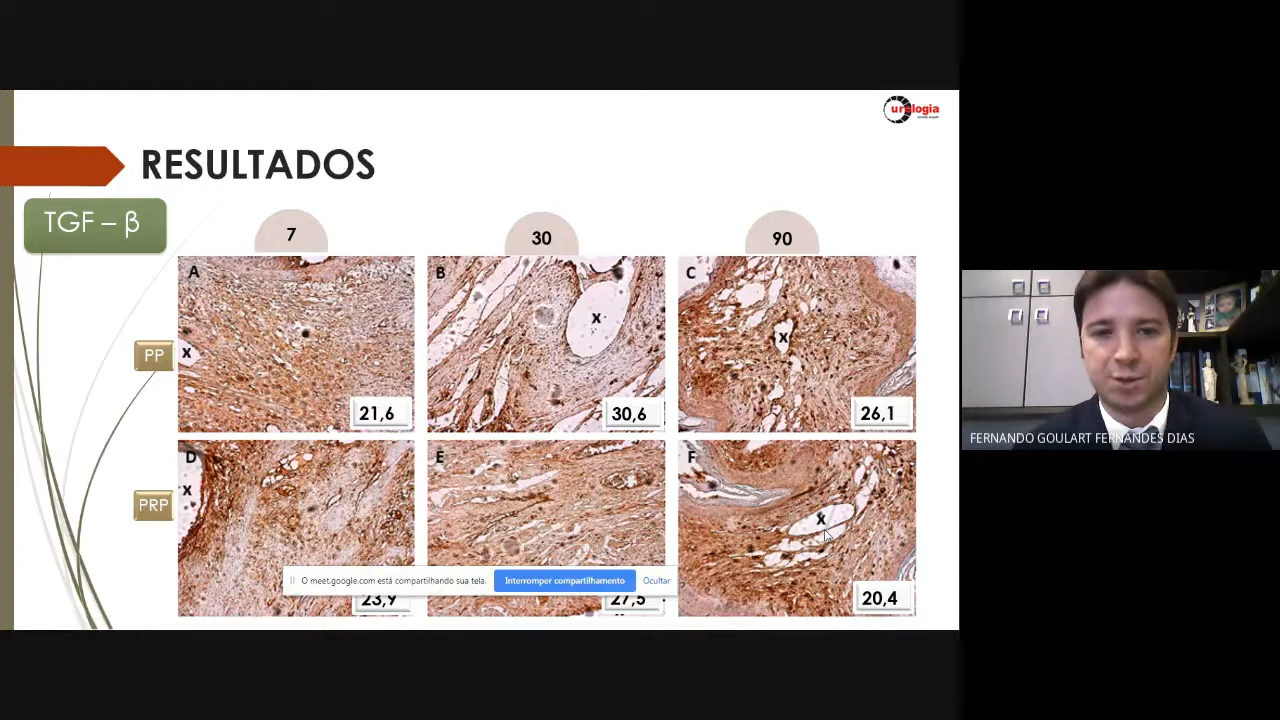 urologia
RESULTADOS
TGF – β
7
30
90
A
B
C
X
X
X
PP
21,6
30,6
26,1
D
E
F
X
X
PRP
O meet.google.com está compartilhando sua tela.
Interromper compartilhamento
Ocultar
23,9
27,5
20,4
FERNANDO GOULART FERNANDES DIAS